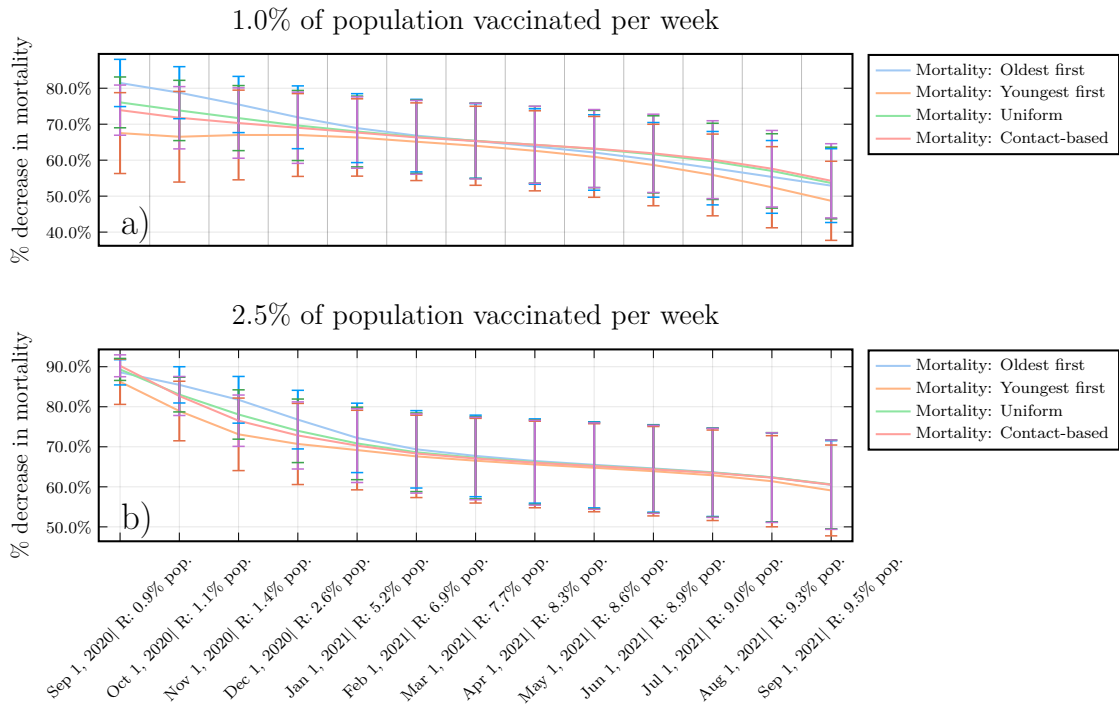 1.0% of population vaccinated per week
% decrease in mortality
80.0%
70.0%
60.0%
50.0%
40.0%
a)
Mortality: Oldest first
Mortality: Youngest first
Mortality: Uniform
Mortality: Contact-based
2.5% of population vaccinated per week
% decrease in mortality
90.0%
80.0%
70.0%
60.0%
50.0%
b)
Mortality: Oldest first
Mortality: Youngest first
Mortality: Uniform
Mortality: Contact-based
Sep 1, 2020| R: 0.9% pop.
Oct 1, 2020| R: 1.1% pop.
Nov 1, 2020| R: 1.4% pop.
Dec 1, 2020| R: 2.6% pop.
Jan 1, 2021| R: 5.2% pop.
Feb 1, 2021| R: 6.9% pop.
Mar 1, 2021| R: 7.7% pop.
Apr 1, 2021| R: 8.3% pop.
May 1, 2021| R: 8.6% pop.
Jun 1, 2021| R: 8.9% pop.
Jul 1, 2021| R: 9.0% pop.
Aug 1, 2021| R: 9.3% pop.
Sep 1, 2021| R: 9.5% pop.